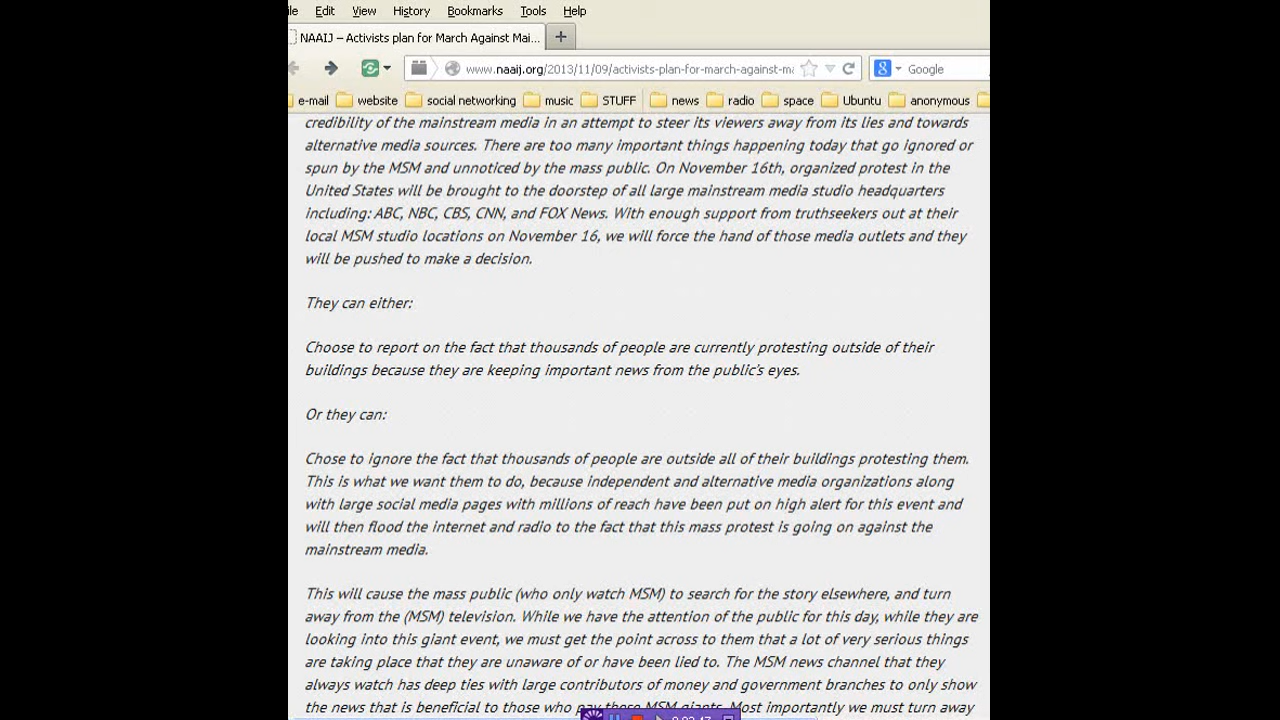 ile Edit View History Bookmarks Tools Help
NAAIJ – Activists plan for March Against Mai...
www.naaij.org/2013/11/09/activists-plan-for-march-against-m
Google
e-mail website social networking music STUFF news radio space Ubuntu anonymous
credibility of the mainstream media in an attempt to steer its viewers away from its lies and towards
alternative media sources. There are too many important things happening today that go ignored or
spun by the MSM and unnoticed by the mass public. On November 16th, organized protest in the
United States will be brought to the doorstep of all large mainstream media studio headquarters
including: ABC, NBC, CBS, CNN, and FOX News. With enough support from truthseekers out at their
local MSM studio locations on November 16, we will force the hand of those media outlets and they
will be pushed to make a decision.
They can either:
Choose to report on the fact that thousands of people are currently protesting outside of their
buildings because they are keeping important news from the public's eyes.
Or they can:
Chose to ignore the fact that thousands of people are outside all of their buildings protesting them.
This is what we want them to do, because independent and alternative media organizations along
with large social media pages with millions of reach have been put on high alert for this event and
will then flood the internet and radio to the fact that this mass protest is going on against the
mainstream media.
This will cause the mass public (who only watch MSM) to search for the story elsewhere, and turn
away from the (MSM) television. While we have the attention of the public for this day, while they are
looking into this giant event, we must get the point across to them that a lot of very serious things
are taking place that they are unaware of or have been lied to. The MSM news channel that they
always watch has deep ties with large contributors of money and government branches to only show
the news that is beneficial to those who pay these MSM giants. Most importantly we must turn away